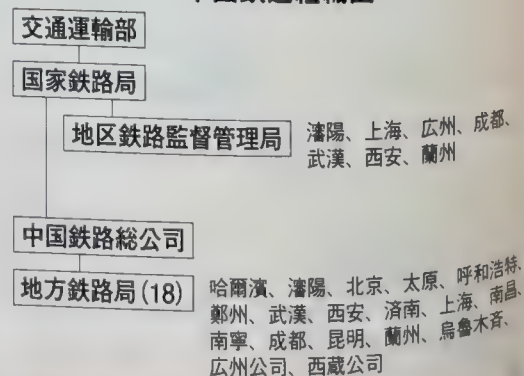 交通運輸部
国家鉄路局
地区鉄路監督管理局
瀋陽、上海、広州、成都、
武漢、西安、蘭州
中国鉄路総公司
地方鉄路局(18)
哈爾濱、瀋陽、北京、太原、呼和浩特、
鄭州、武漢、西安、済南、上海、南昌、
南寧、成都、昆明、蘭州、烏魯木斉、
広州公司、西蔵公司